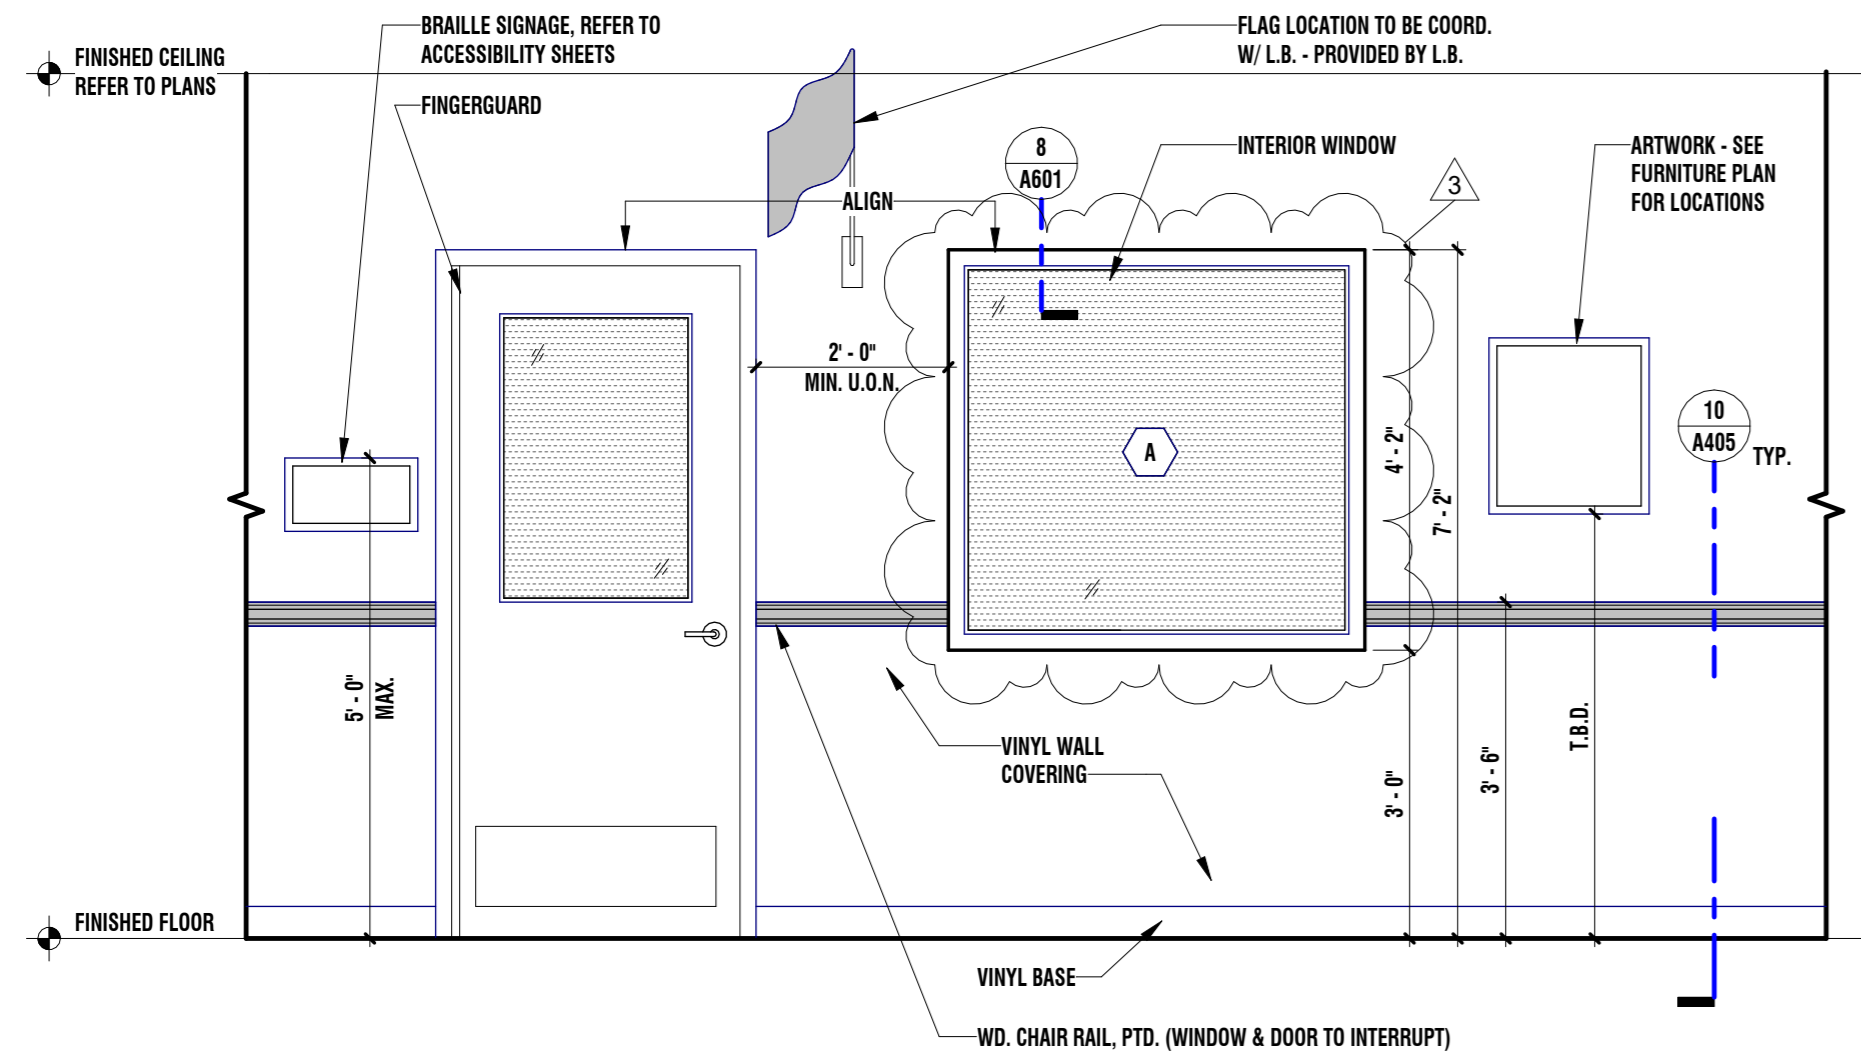 BRAILLE SIGNAGE, REFER TO
ACCESSIBILITY SHEETS
FLAG LOCATION TO BE COORD.
W/ L.B. - PROVIDED BY L.B.
FINISHED CEILING
REFER TO PLANS
FINGERGUARD
8
A601
INTERIOR WINDOW
ARTWORK - SEE
FURNITURE PLAN
FOR LOCATIONS
3
ALIGN
2' - 0"
MIN. U.O.N.
A
4' - 2"
7' - 2"
10
A405
TYP.
5' - 0"
MAX.
VINYL WALL
COVERING
3' - 0"
3' - 6"
T.B.D.
FINISHED FLOOR
VINYL BASE
WD. CHAIR RAIL, PTD. (WINDOW & DOOR TO INTERRUPT)